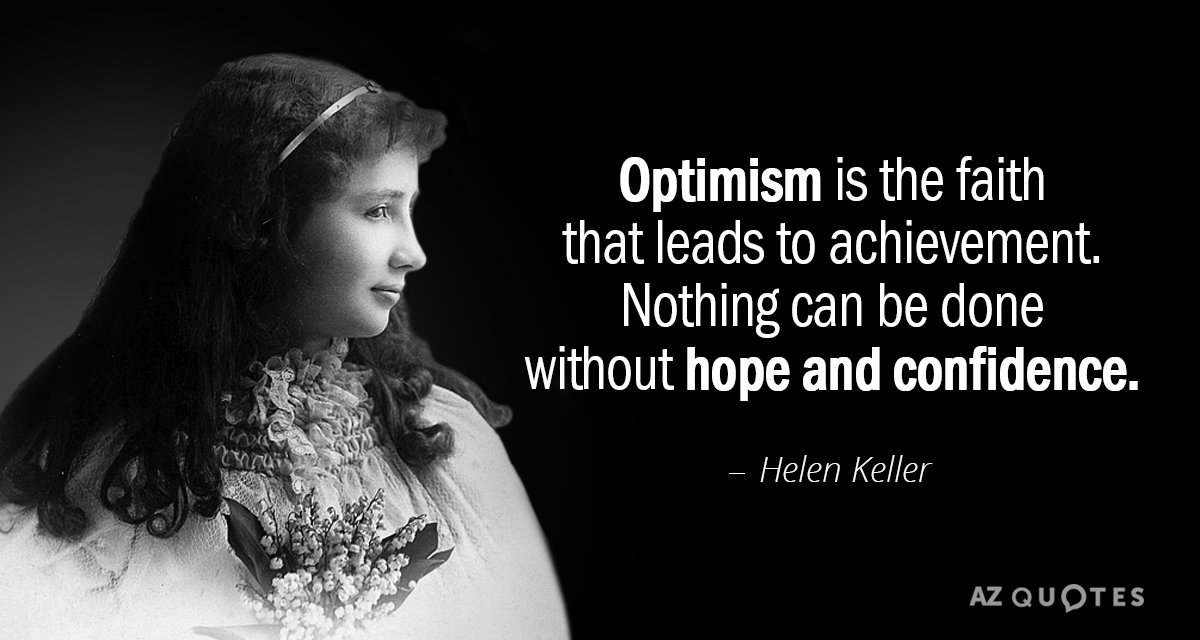 Optimism is the faith
that leads to achievement.
Nothing can be done
without hope and confidence.
– Helen Keller
AZ QUOTES